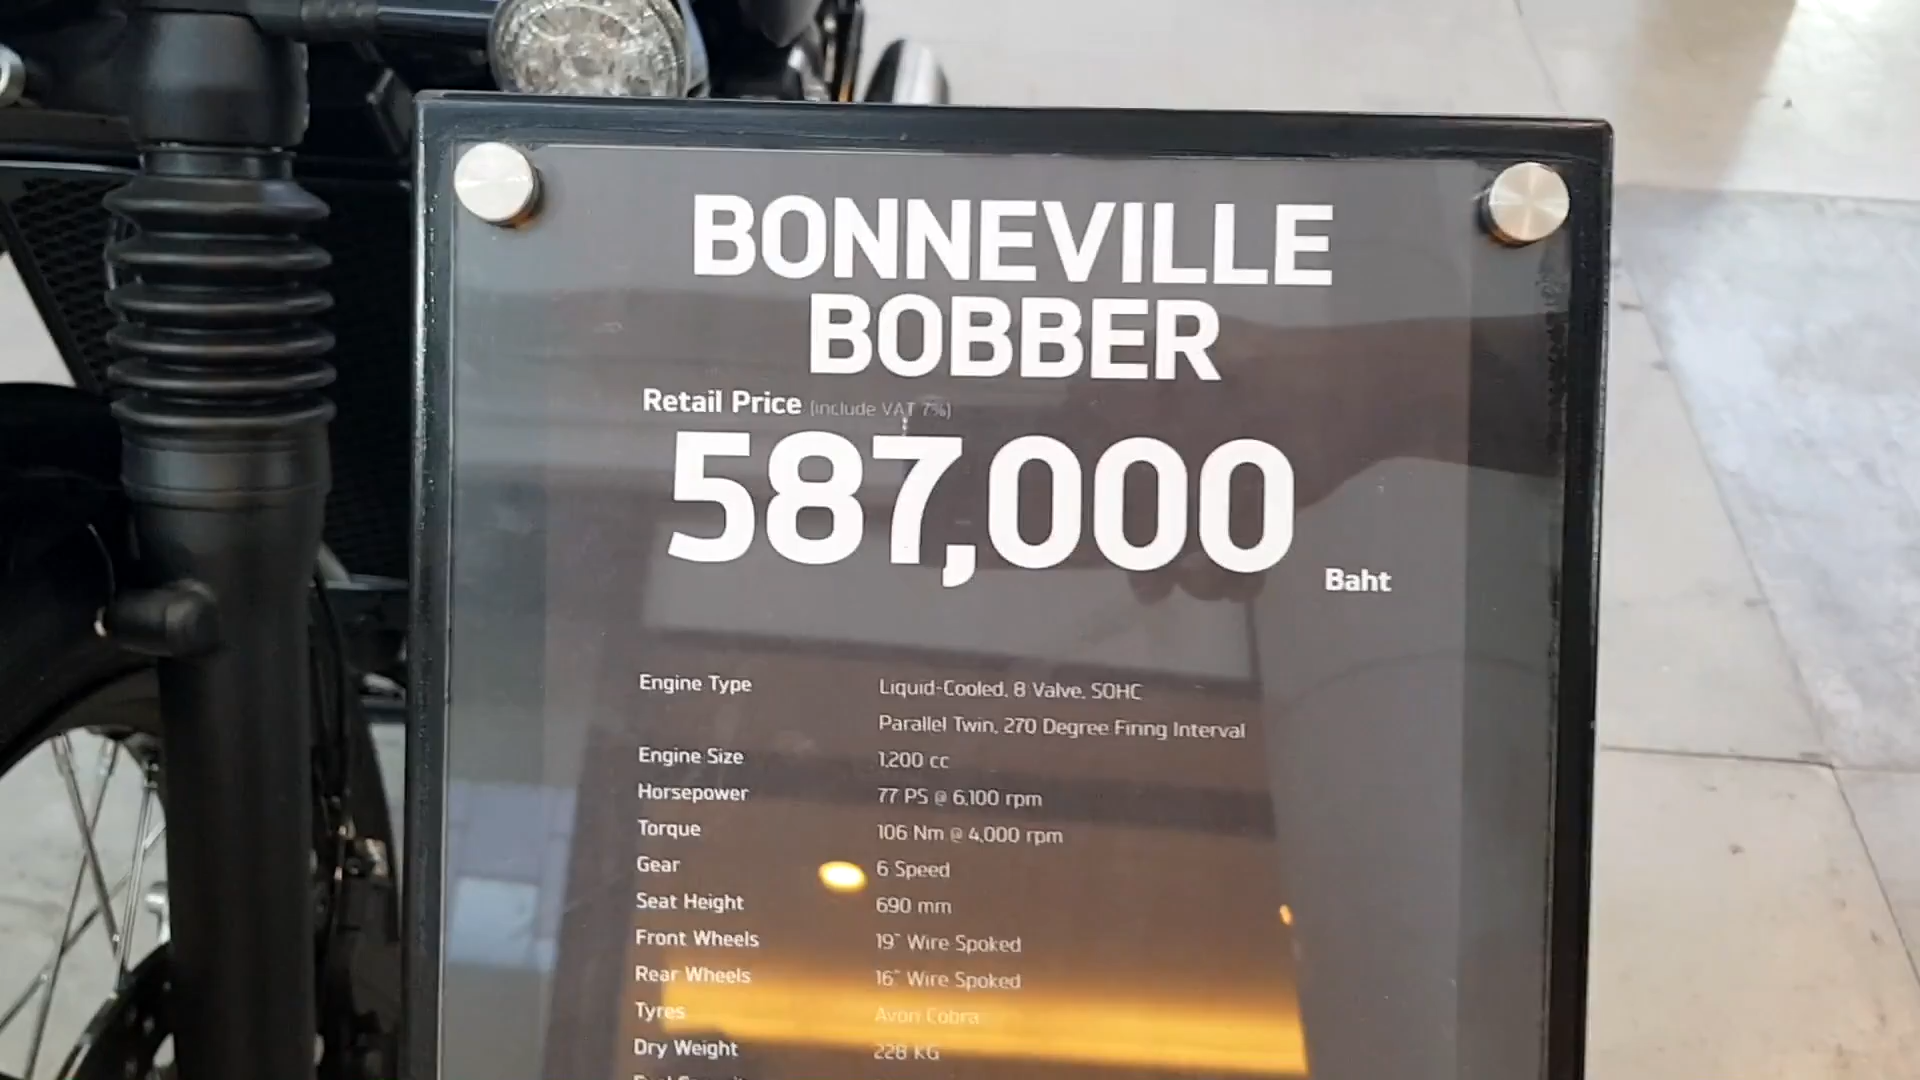 BONNEVILLE
BOBBER
Retail Price (include VAT 7%)
587,000
Baht
Engine Type Liquid-Cooled, 8 Valve, SOHC
Parallel Twin, 270 Degree Firing Interval
Engine Size 1,200 cc
Horsepower 77 PS @ 6,100 rpm
Torque 106 Nm @ 4,000 rpm
Gear 6 Speed
Seat Height 690 mm
Front Wheels 19" Wire Spoked
Rear Wheels 16" Wire Spoked
Tyres Avon Cobra
Dry Weight 228 KG